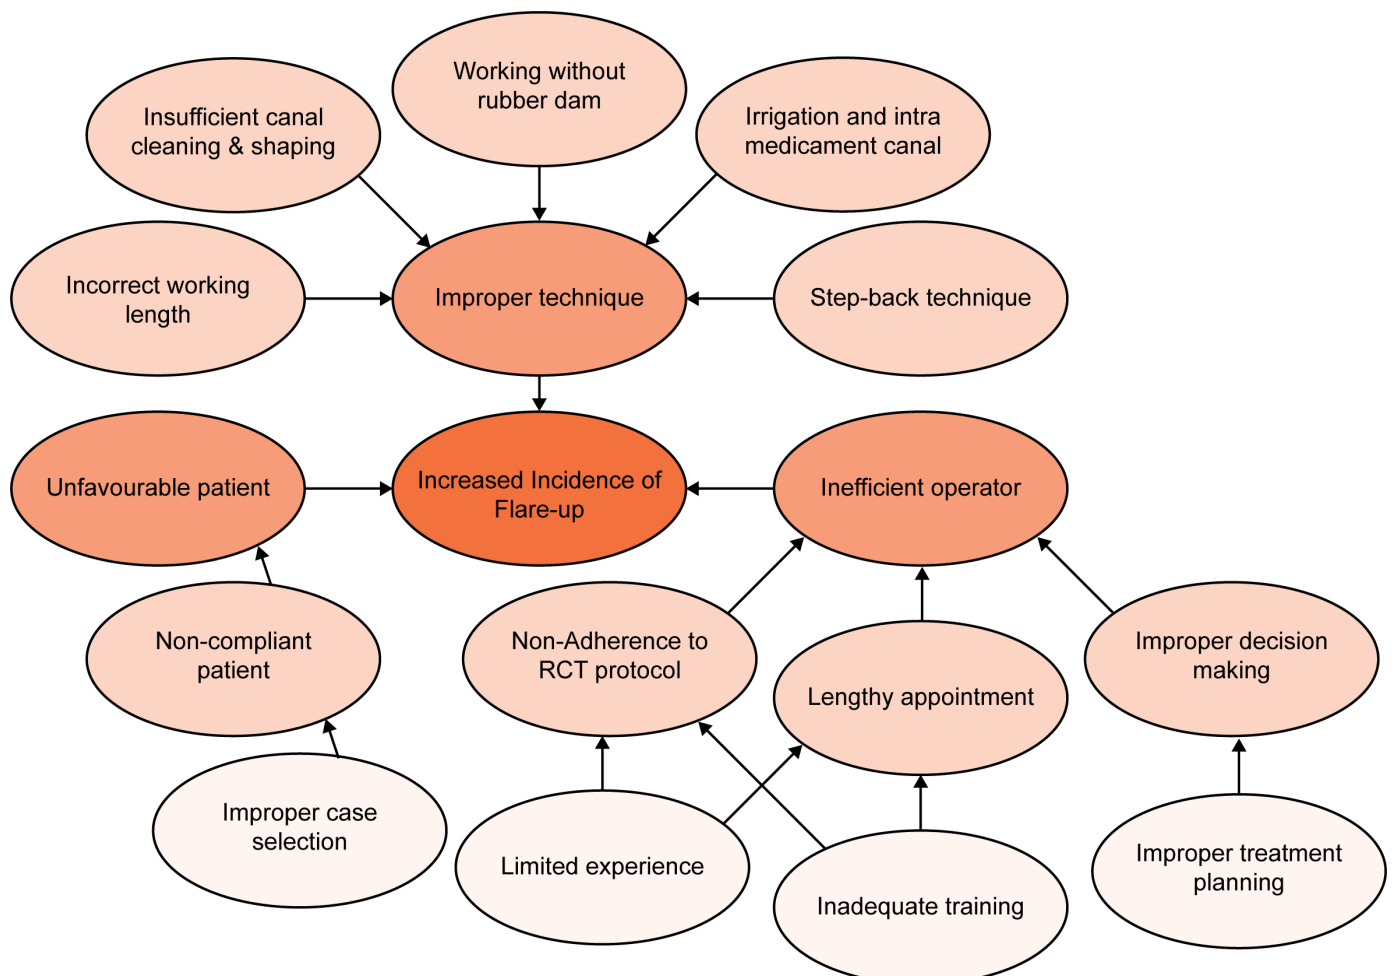 Working without
rubber dam
Insufficient canal
cleaning & shaping
Irrigation and intra
medicament canal
Incorrect working
length
Improper technique
Step-back technique
Unfavourable patient
Increased Incidence of
Flare-up
Inefficient operator
Non-compliant
patient
Non-Adherence to
RCT protocol
Lengthy appointment
Improper decision
making
Improper case
selection
Limited experience
Inadequate training
Improper treatment
planning